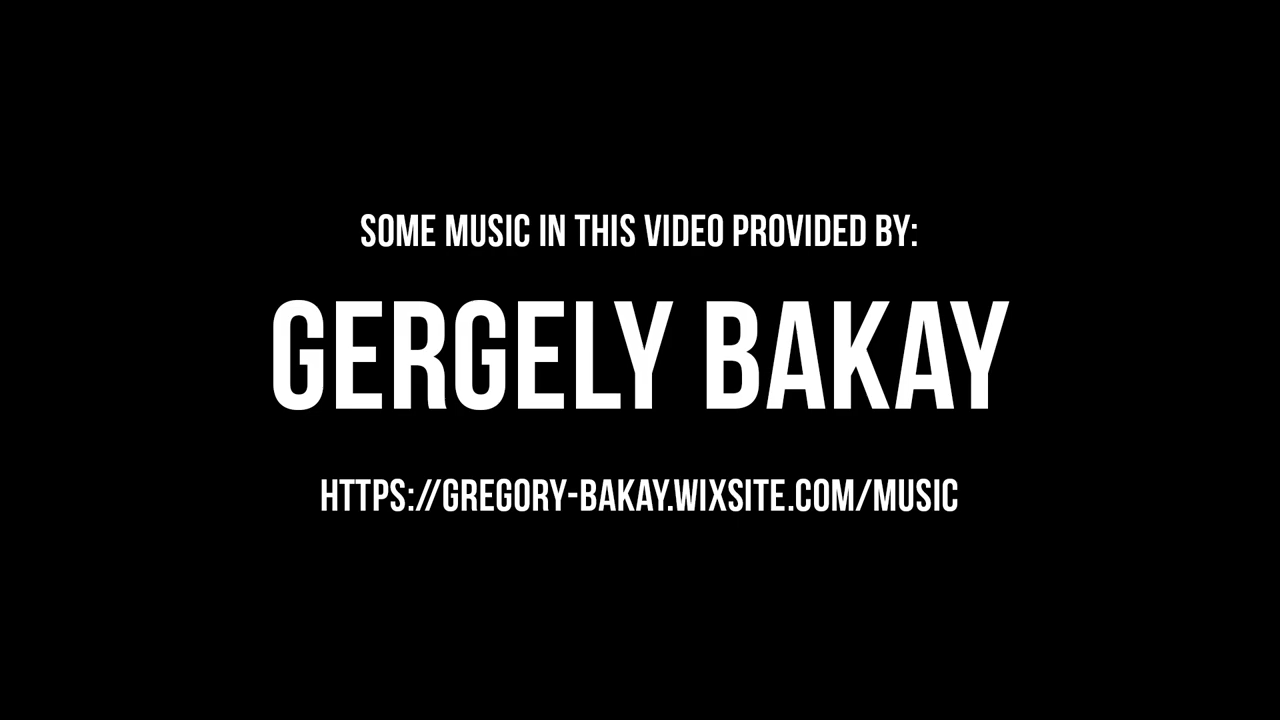 SOME MUSIC IN THIS VIDEO PROVIDED BY:
GERGELY BAKAY
HTTPS://GREGORY-BAKAY.WIXSITE.COM/MUSIC